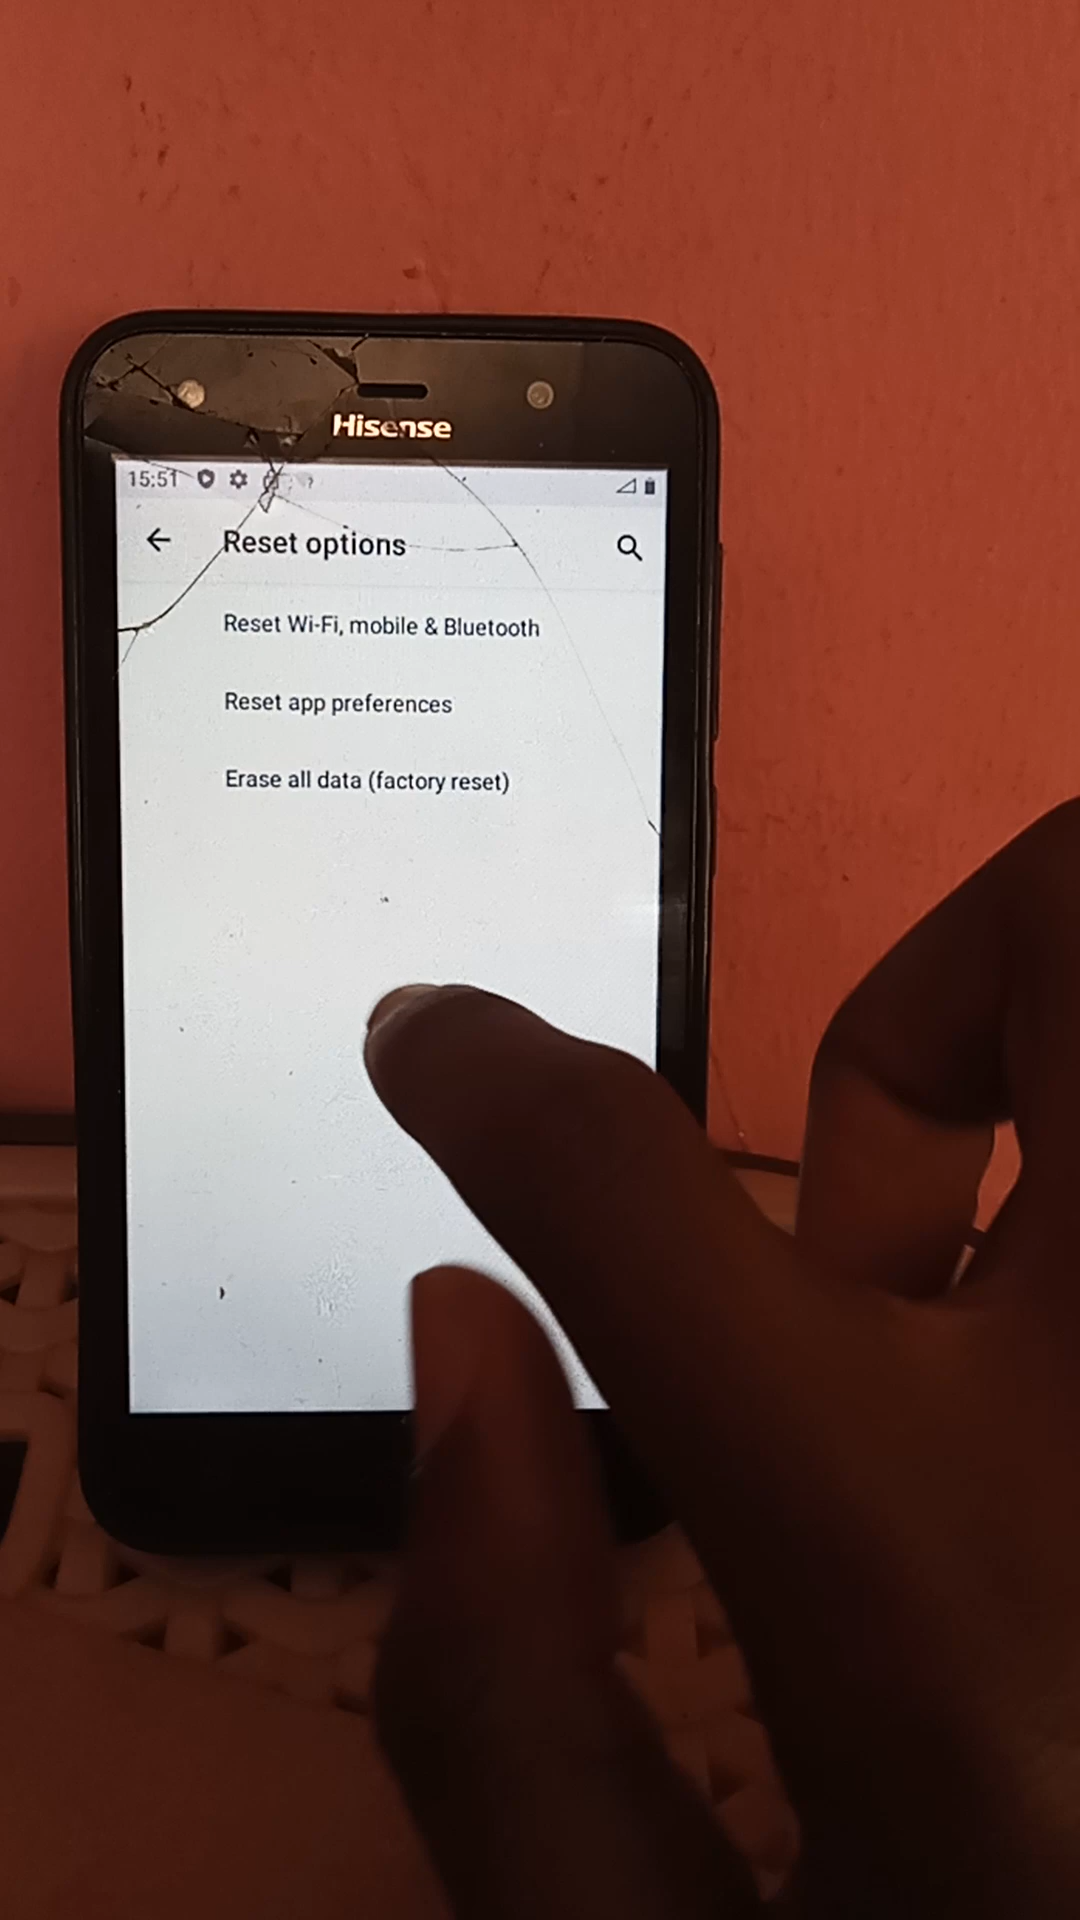 Hisense
15:51
Reset options
Reset Wi-Fi, mobile & Bluetooth
Reset app preferences
Erase all data (factory reset)